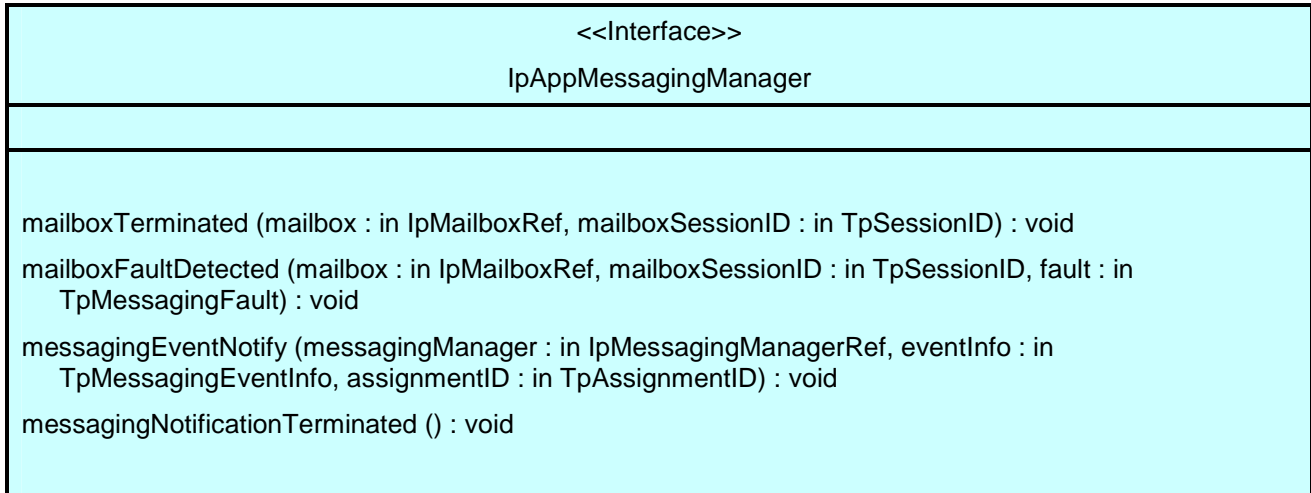 <<Interface>>
IpAppMessagingManager
mailboxTerminated (mailbox : in IpMailboxRef, mailboxSessionID : in TpSessionID) : void
mailboxFaultDetected (mailbox : in IpMailboxRef, mailboxSessionID : in TpSessionID, fault : in
TpMessagingFault) : void
messagingEventNotify (messagingManager : in IpMessagingManagerRef, eventInfo : in
TpMessagingEventInfo, assignmentID : in TpAssignmentID) : void
messagingNotificationTerminated () : void